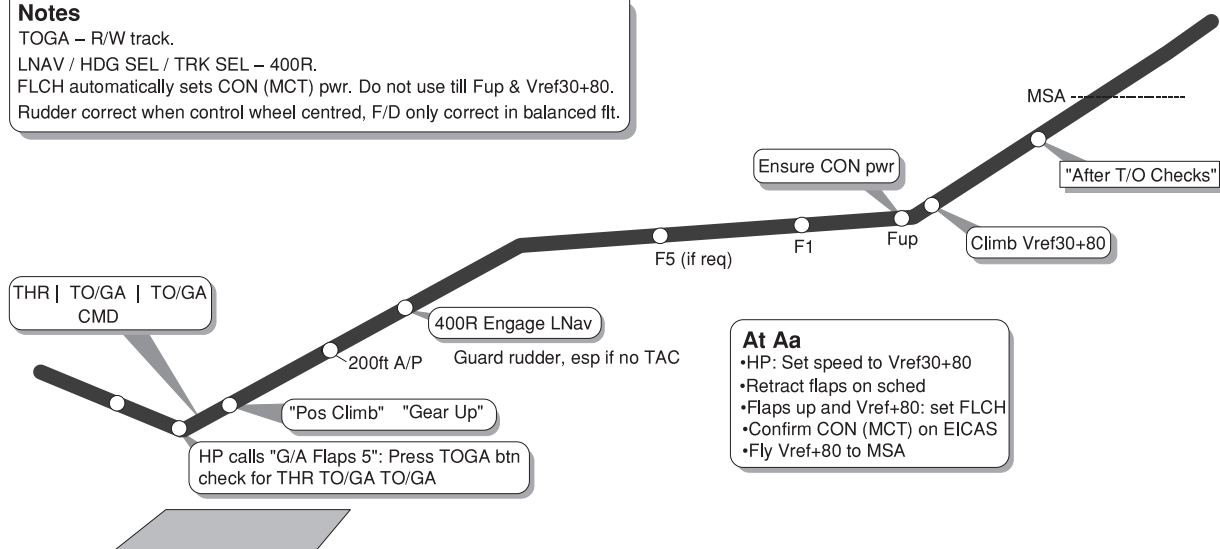 Notes
TOGA – R/W track.
LNAV / HDG SEL / TRK SEL – 400R.
FLCH automatically sets CON (MCT) pwr. Do not use till Fup & Vref30+80.
Rudder correct when control wheel centred, F/D only correct in balanced flt.
MSA
Ensure CON pwr
"After T/O Checks"
F5 (if req)
F1
Fup
Climb Vref30+80
THR | TO/GA | TO/GA
CMD
400R Engage LNav
200ft A/P
Guard rudder, esp if no TAC
"Pos Climb" "Gear Up"
HP calls "G/A Flaps 5": Press TOGA btn
check for THR TO/GA TO/GA
At Aa
•HP: Set speed to Vref30+80
•Retract flaps on sched
•Flaps up and Vref+80: set FLCH
•Confirm CON (MCT) on EICAS
•Fly Vref+80 to MSA